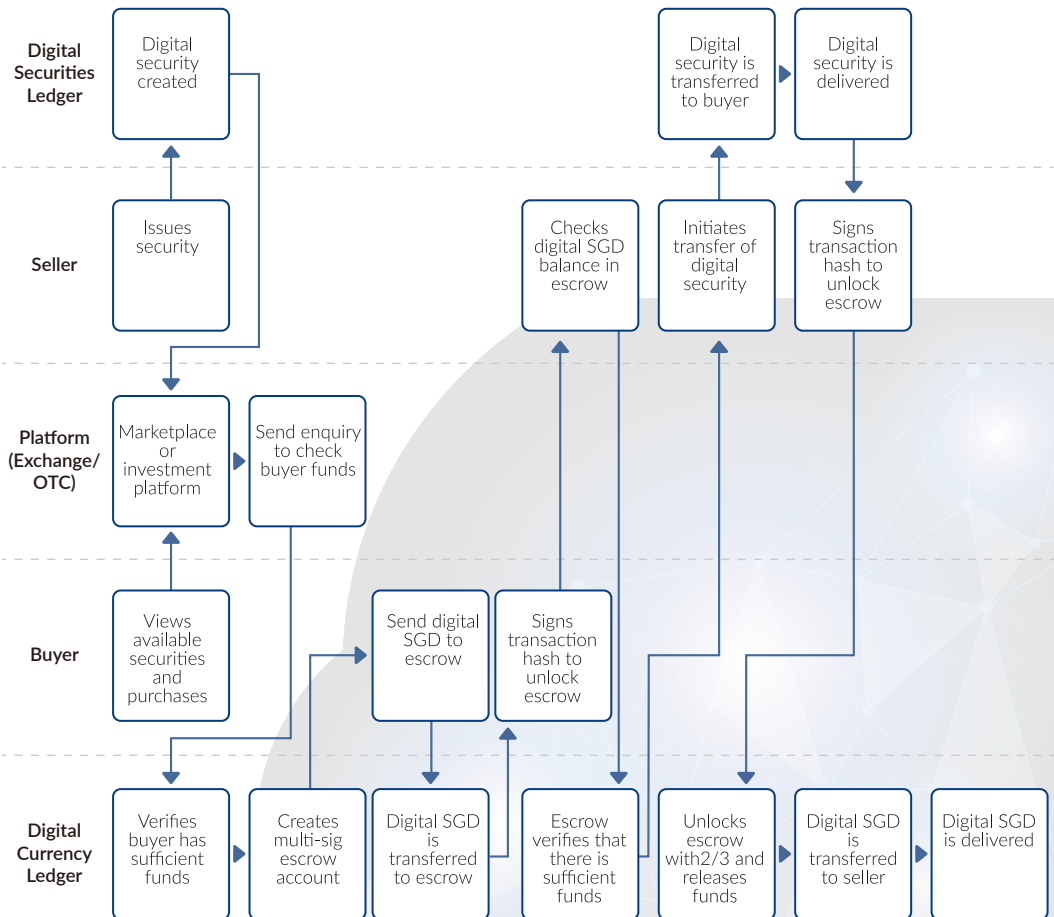 Digital
Securities
Ledger
Digital
security
created
Digital
security is
transferred
to buyer
Digital
security is
delivered
Seller
Issues
security
Checks
digital SGD
balance in
escrow
Initiates
transfer of
digital
security
Signs
transaction
hash to
unlock
escrow
Platform
(Exchange/
OTC)
Marketplace
or
investment
platform
Send enquiry
to check
buyer funds
Buyer
Views
available
securities
and
purchases
Send digital
SGD to
escrow
Signs
transaction
hash to
unlock
escrow
Digital
Currency
Ledger
Verifies
buyer has
sufficient
funds
Creates
multi-sig
escrow
account
Digital SGD
is
transferred
to escrow
Escrow
verifies that
there is
sufficient
funds
Unlocks
escrow
with2/3 and
releases
funds
Digital SGD
is
transferred
to seller
Digital SGD
is delivered